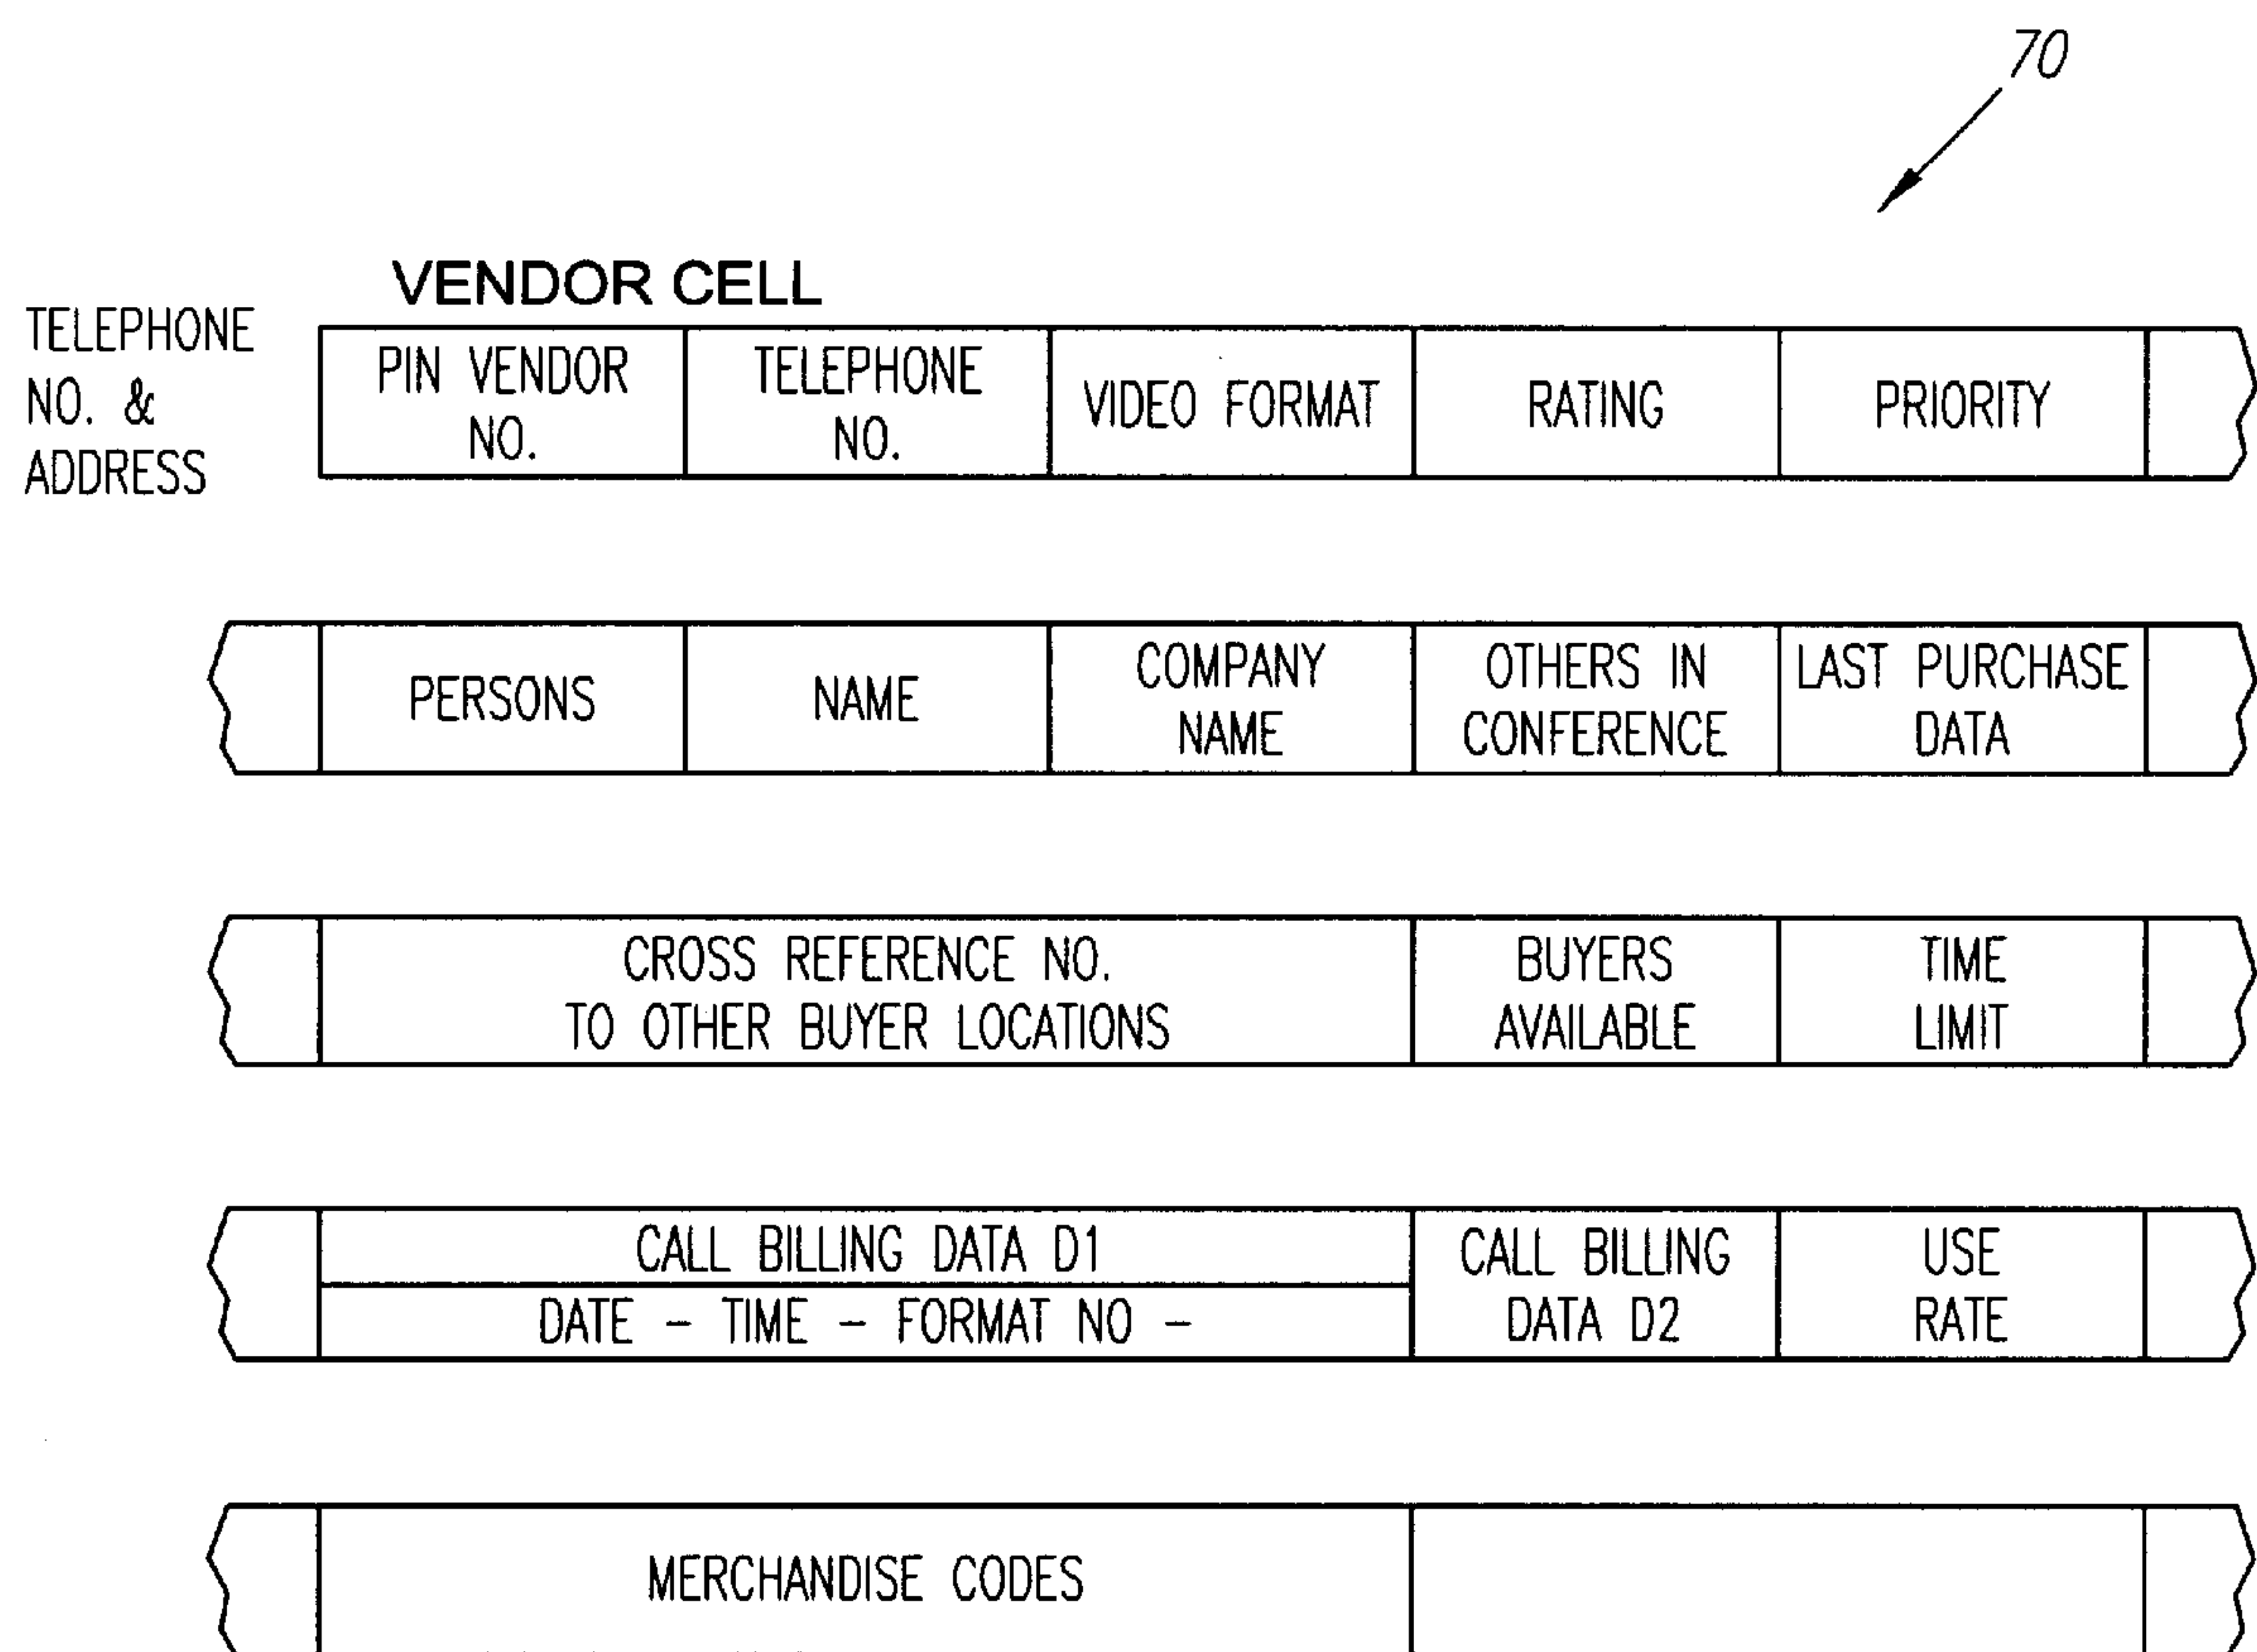 70
VENDOR CELL
TELEPHONE
NO. &
ADDRESS
PIN VENDOR
NO.
TELEPHONE
NO.
VIDEO FORMAT
RATING
PRIORITY
PERSONS
NAME
COMPANY
NAME
OTHERS IN
CONFERENCE
LAST PURCHASE
DATA
CROSS REFERENCE NO.
TO OTHER BUYER LOCATIONS
BUYERS
AVAILABLE
TIME
LIMIT
CALL BILLING DATA D1
DATE - TIME - FORMAT NO -
CALL BILLING
DATA D2
USE
RATE
MERCHANDISE CODES